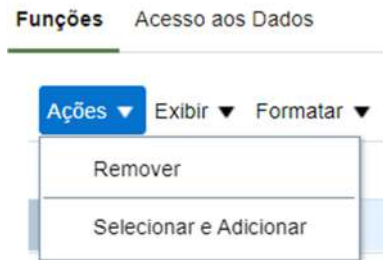 Funções Acesso aos Dados
Ações Exibir Formatar
Remover
Selecionar e Adicionar